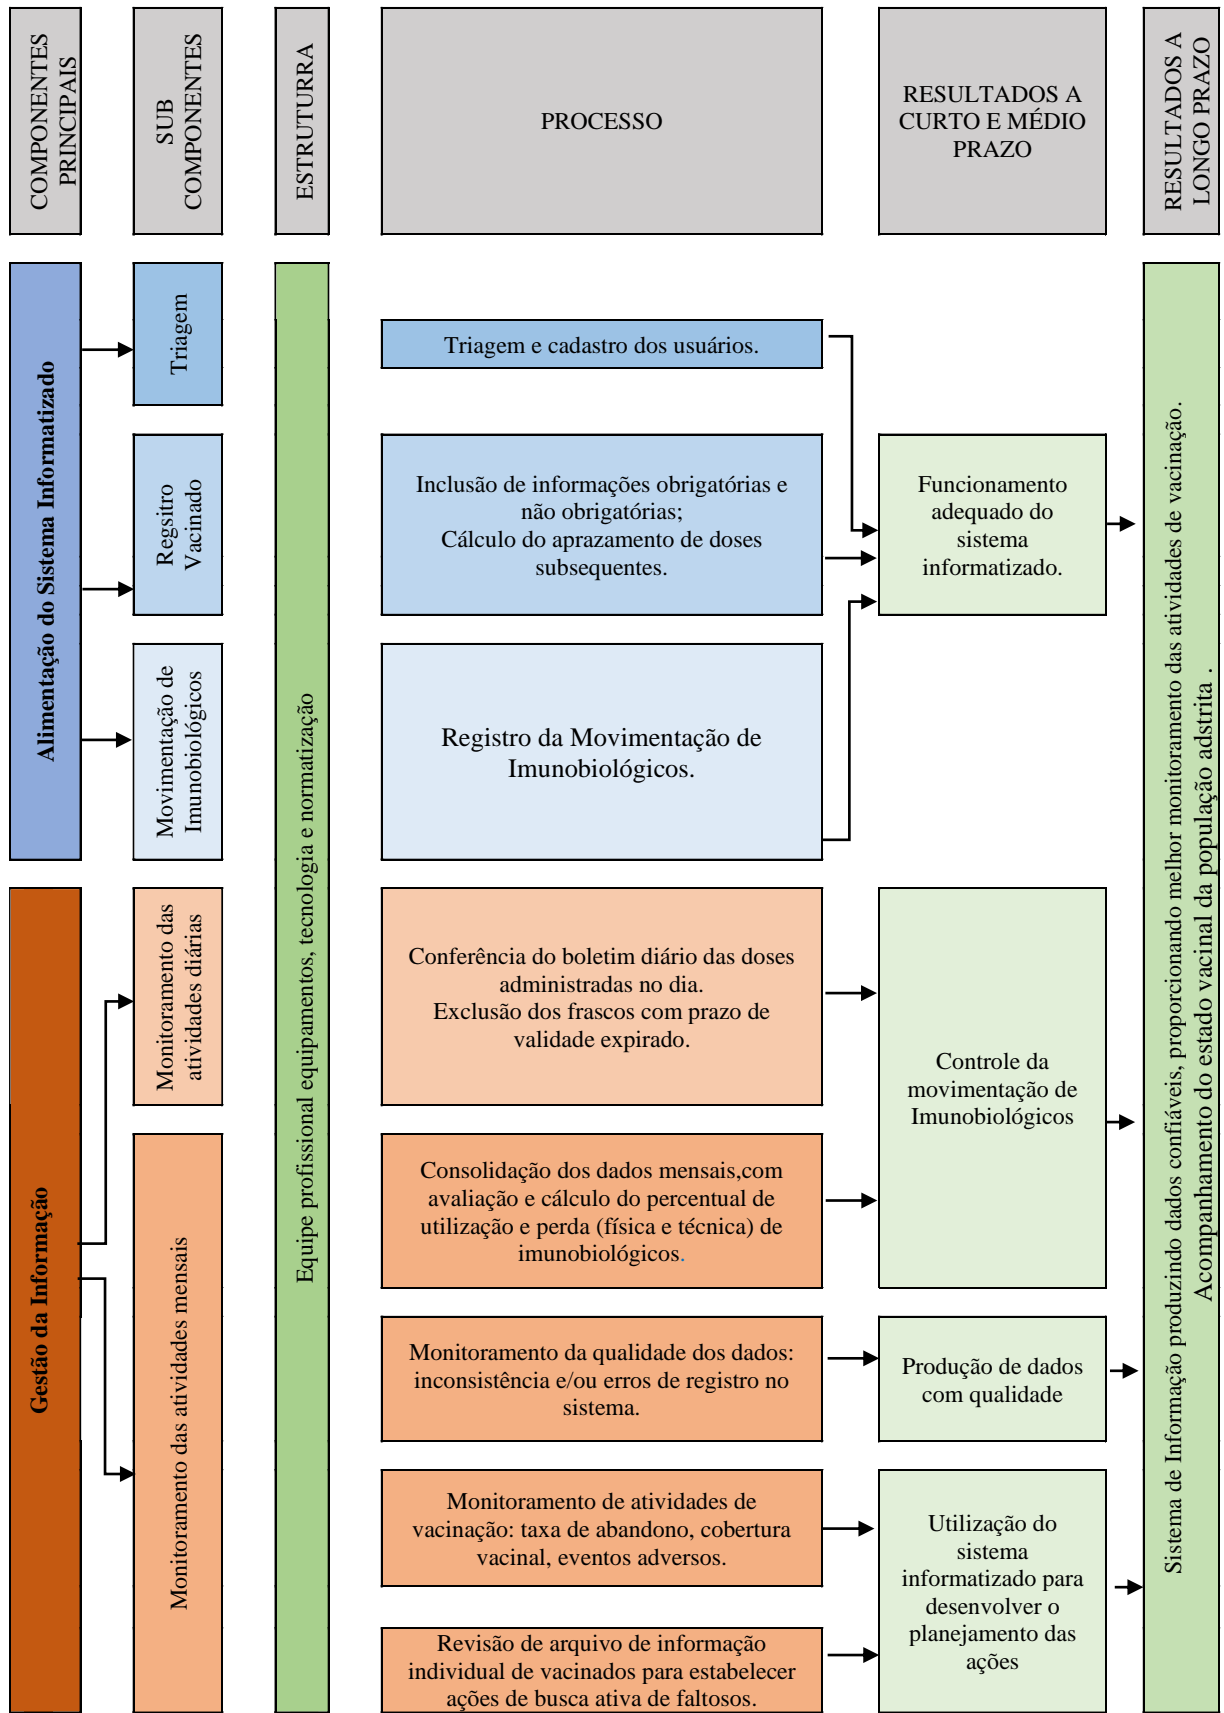 COMPONENTES
PRINCIPAIS
SUB
COMPONENTES
ESTRUTURRA
PROCESSO
RESULTADOS A
CURTO E MÉDIO
PRAZO
RESULTADOS A
LONGO PRAZO
Alimentação do Sistema Informatizado
Triagem
Regsitro
Vacinado
Movimentação de
Imunobiológicos
Equipe profissional equipamentos, tecnologia e normatização
Triagem e cadastro dos usuários.
Inclusão de informações obrigatórias e
não obrigatórias;
Cálculo do aprazamento de doses
subsequentes.
Registro da Movimentação de
Imunobiológicos.
Funcionamento
adequado do
sistema
informatizado.
Sistema de Informação produzindo dados confiáveis, proporcionando melhor monitoramento das atividades de vacinação.
Acompanhamento do estado vacinal da população adstrita .
Gestão da Informação
Monitoramento das
atividades diárias
Monitoramento das atividades mensais
Conferência do boletim diário das doses
administradas no dia.
Exclusão dos frascos com prazo de
validade expirado.
Consolidação dos dados mensais,com
avaliação e cálculo do percentual de
utilização e perda (física e técnica) de
imunobiológicos.
Controle da
movimentação de
Imunobiológicos
Monitoramento da qualidade dos dados:
inconsistência e/ou erros de registro no
sistema.
Produção de dados
com qualidade
Monitoramento de atividades de
vacinação: taxa de abandono, cobertura
vacinal, eventos adversos.
Revisão de arquivo de informação
individual de vacinados para estabelecer
ações de busca ativa de faltosos.
Utilização do
sistema
informatizado para
desenvolver o
planejamento das
ações